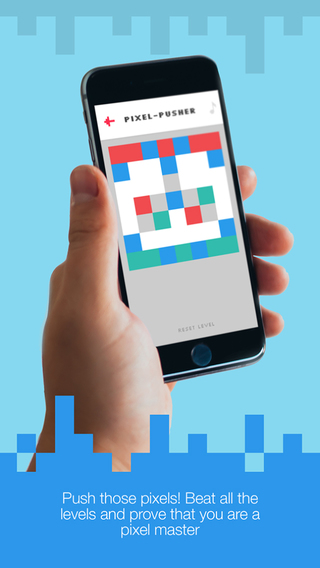 PIXEL-PUSHER
RESET LEVEL
Push those pixels! Beat all the
levels and prove that you are a
pixel master